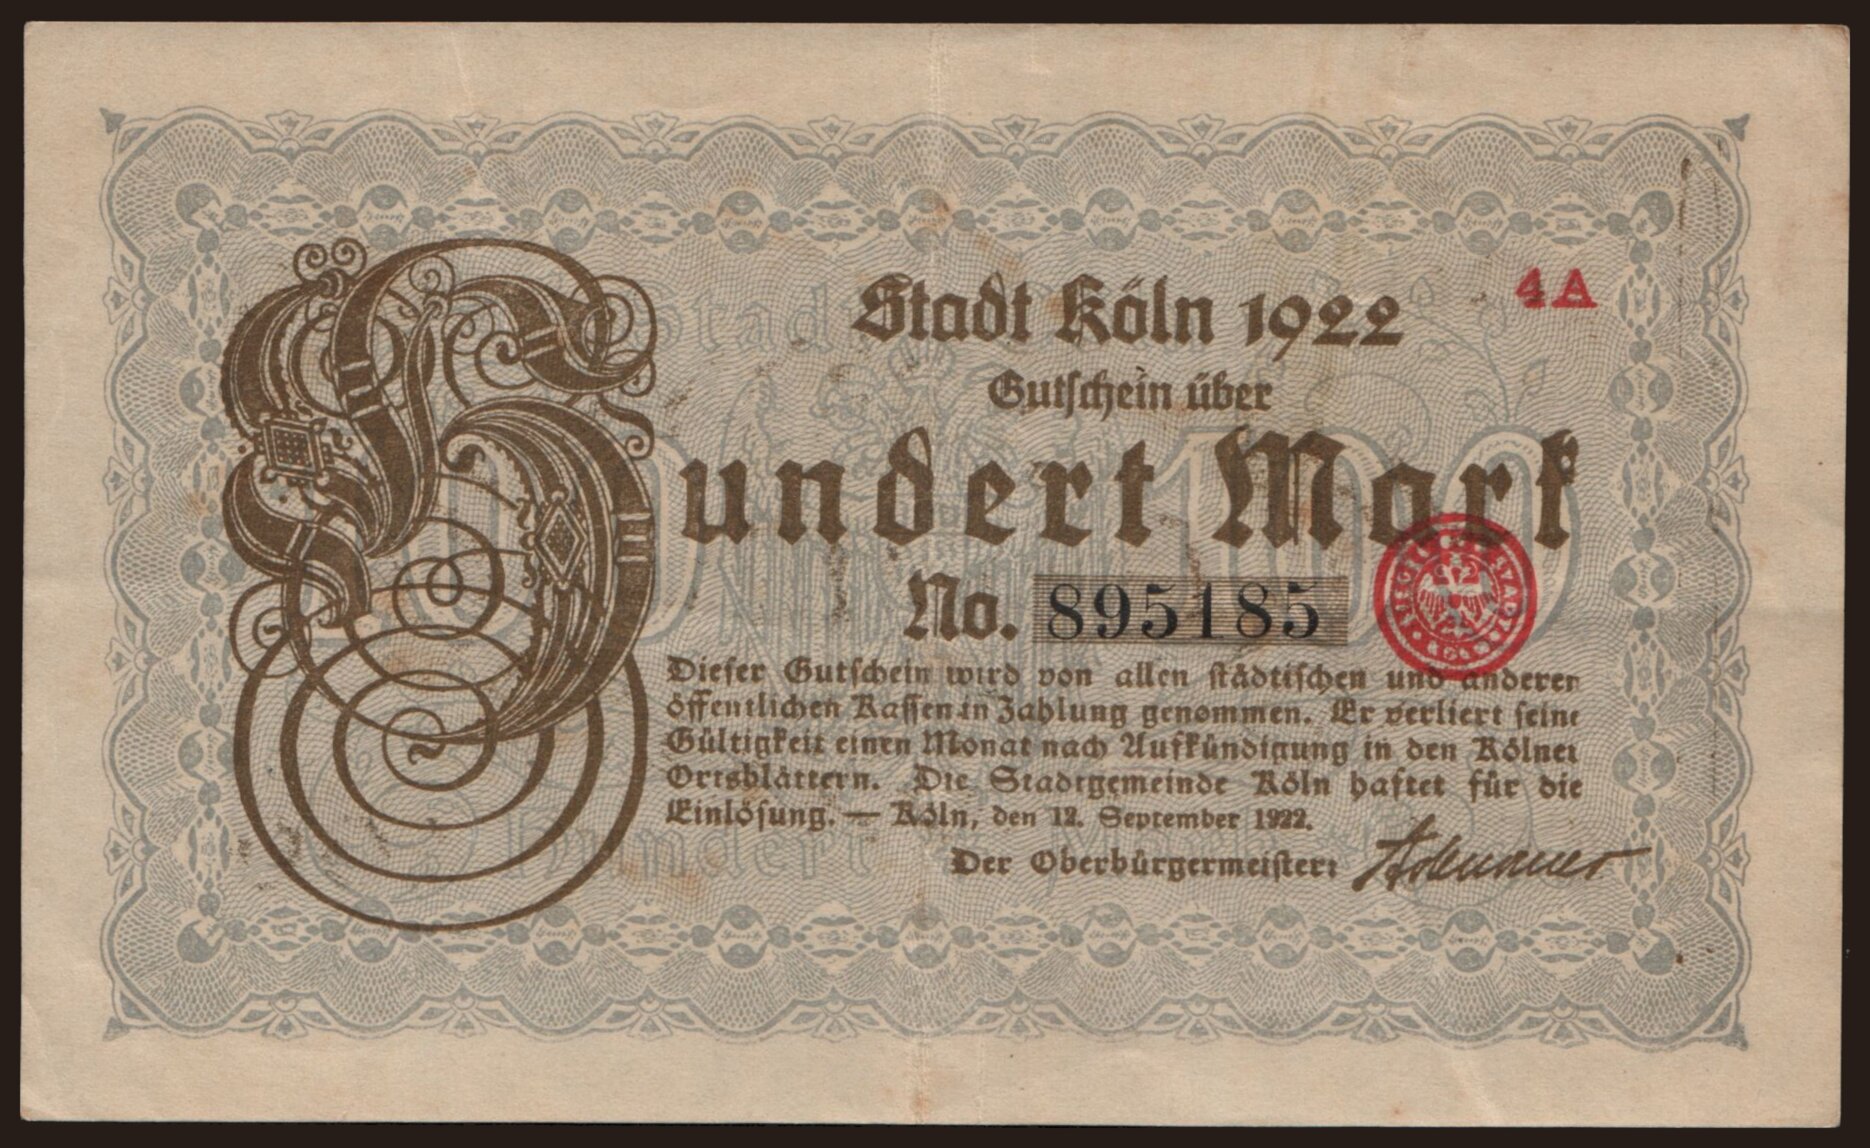 Stadt Köln 1922
4A
Gutschein über
Hundert Mark
No. 895185
Dieser Gutschein wird von allen städtischen und anderen
öffentlichen Kassen in Zahlung genommen. Er verliert seine
Gültigkeit einen Monat nach Aufkündigung in den Kölner
Ortsblättern. Die Stadtgemeinde Köln haftet für die
Einlösung. — Köln, den 12. September 1922.
Der Oberbürgermeister: Adenauer